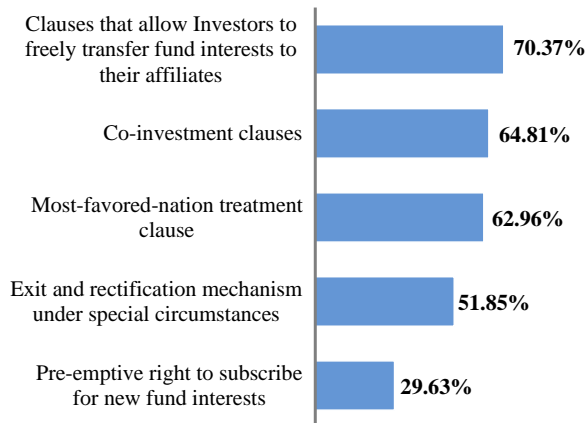 Clauses that allow Investors to
freely transfer fund interests to
their affiliates
70.37%
Co-investment clauses
64.81%
Most-favored-nation treatment
clause
62.96%
Exit and rectification mechanism
under special circumstances
51.85%
Pre-emptive right to subscribe
for new fund interests
29.63%